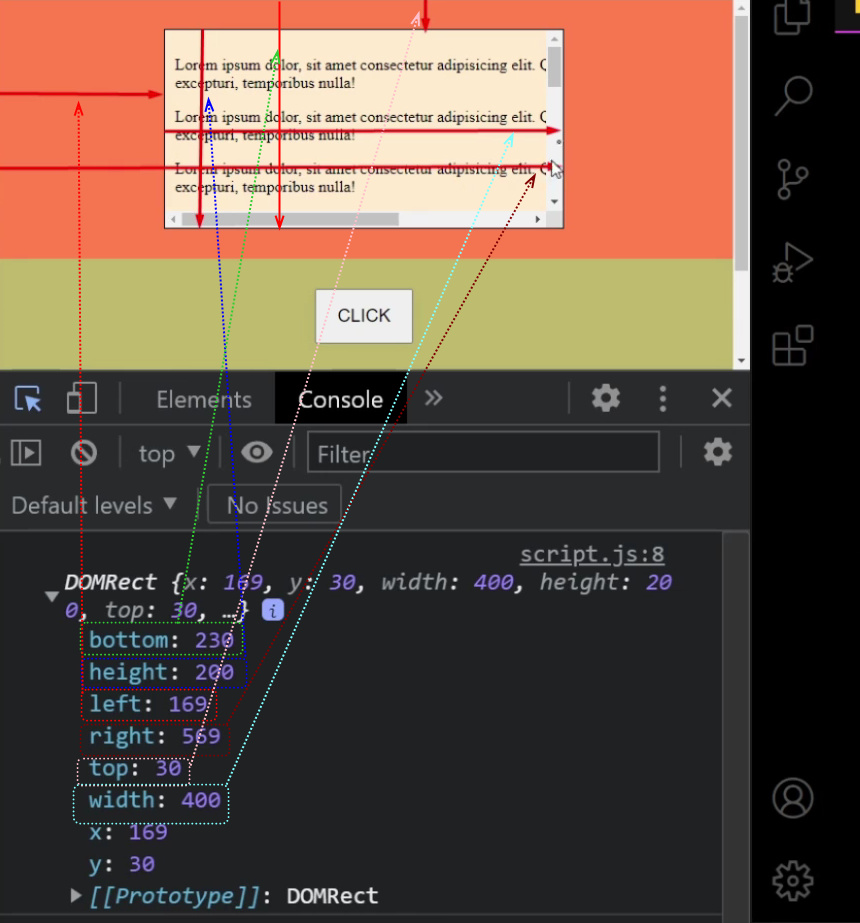 Lorem ipsum dolor, sit amet consectetur adipisicing elit. Q
excepturi, temporibus nulla!
Lorem ipsum dolor, sit amet consectetur adipisicing elit. Q
excepturi, temporibus nulla!
Lorem ipsum dolor, sit amet consectetur adipisicing elit. Q
excepturi, temporibus nulla!
CLICK
Elements Console »
top ▼ Filter
Default levels ▼ No Issues
script.js:8
▼ DOMRect {x: 169, y: 30, width: 400, height: 20
0, top: 30, …} i
bottom: 230
height: 200
left: 169
right: 569
top: 30
width: 400
x: 169
y: 30
▶ [[Prototype]]: DOMRect